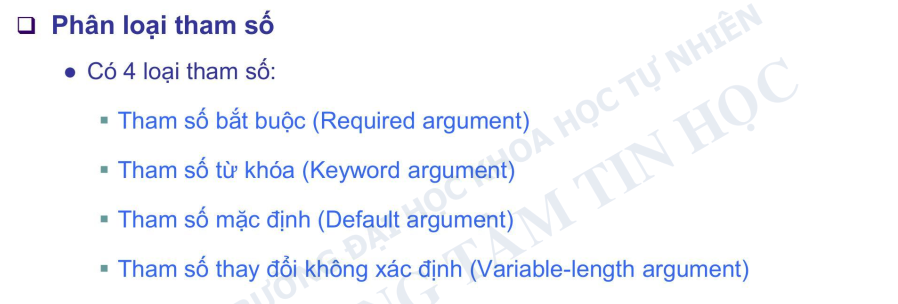 ❑ Phân loại tham số
● Có 4 loại tham số:
▪ Tham số bắt buộc (Required argument)
▪ Tham số từ khóa (Keyword argument)
▪ Tham số mặc định (Default argument)
▪ Tham số thay đổi không xác định (Variable-length argument)
ĐẠI HỌC KHOA HỌC TỰ NHIÊN
TÂM TIN HỌC